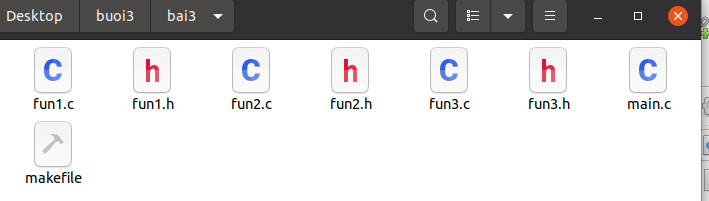 Desktop buoi3 bai3
C h C h C h C
fun1.c fun1.h fun2.c fun2.h fun3.c fun3.h main.c
makefile